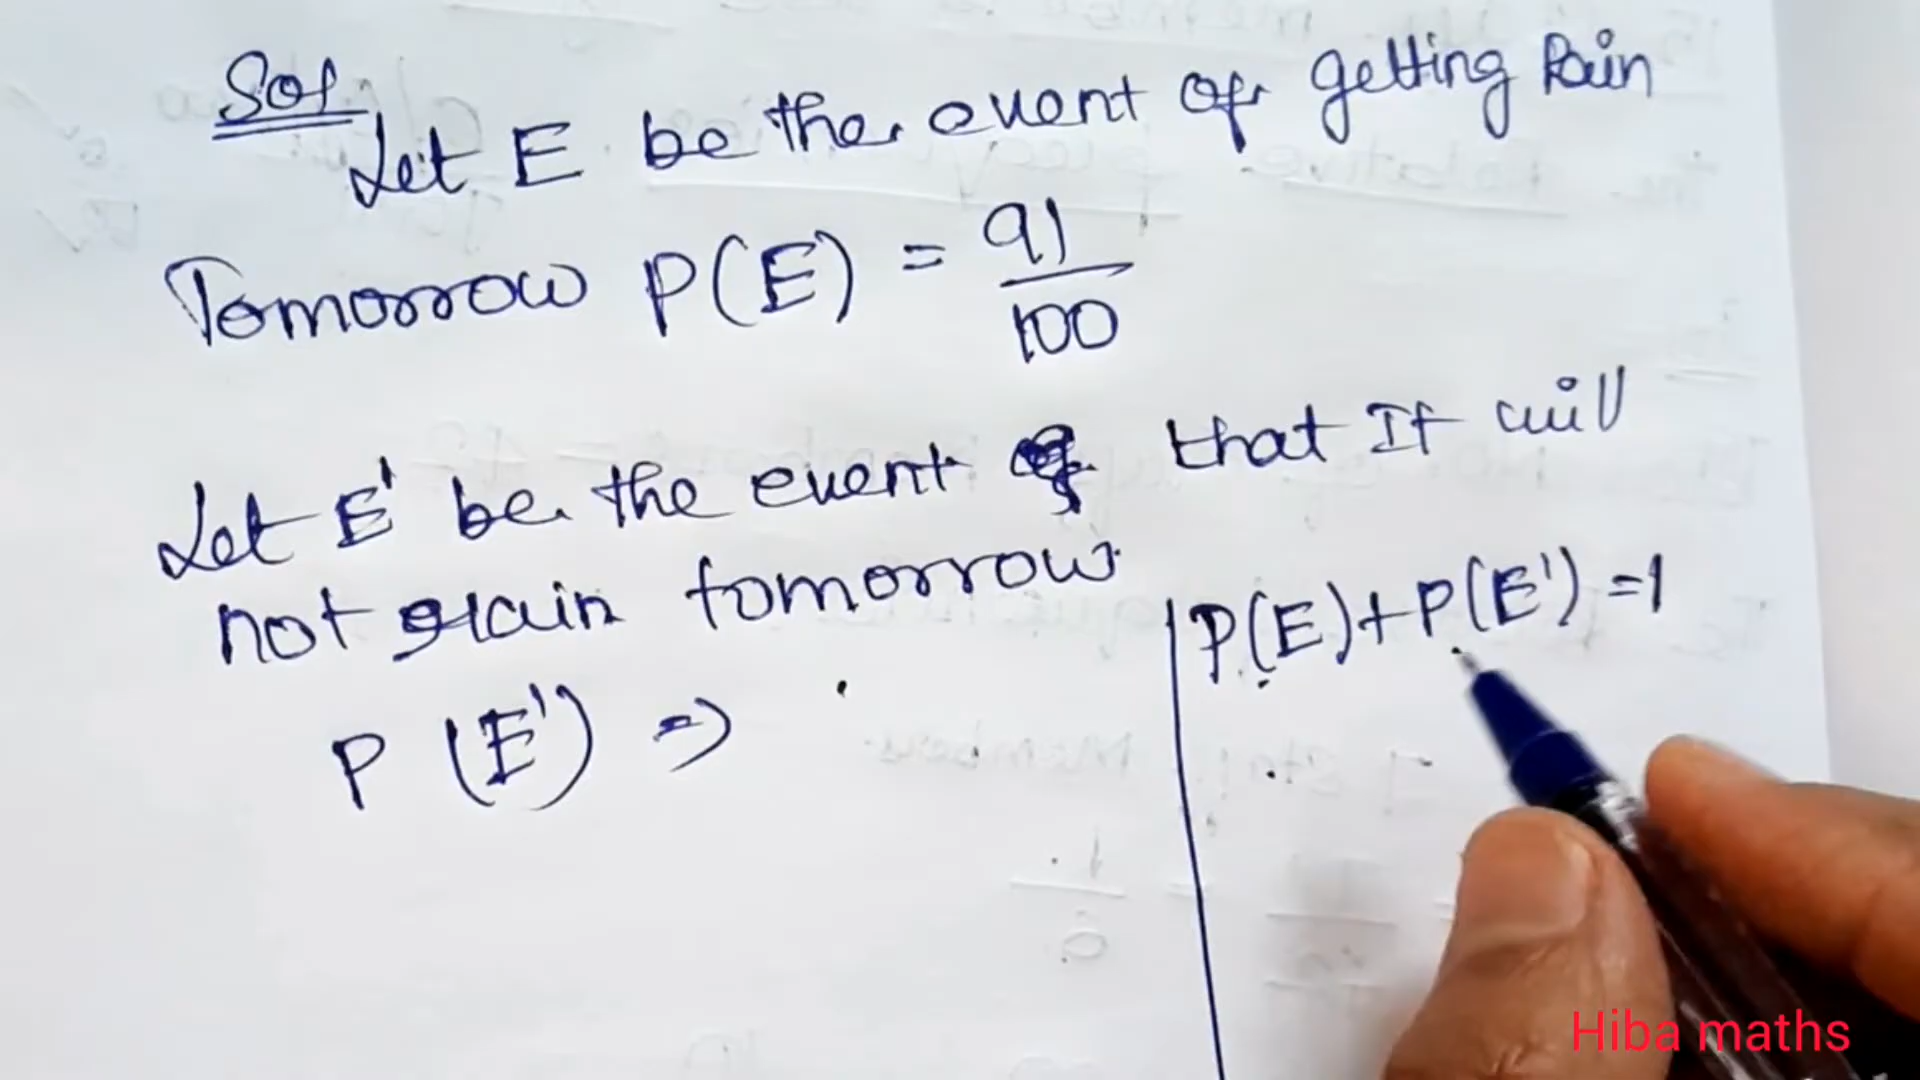 Sol
Let E be the event of getting Rain
Tomorrow P(E) = 91/100
Let E' be the event of that It will
not rain tomorrow
P(E) + P(E') = 1
P (E') ⇒
Hiba maths